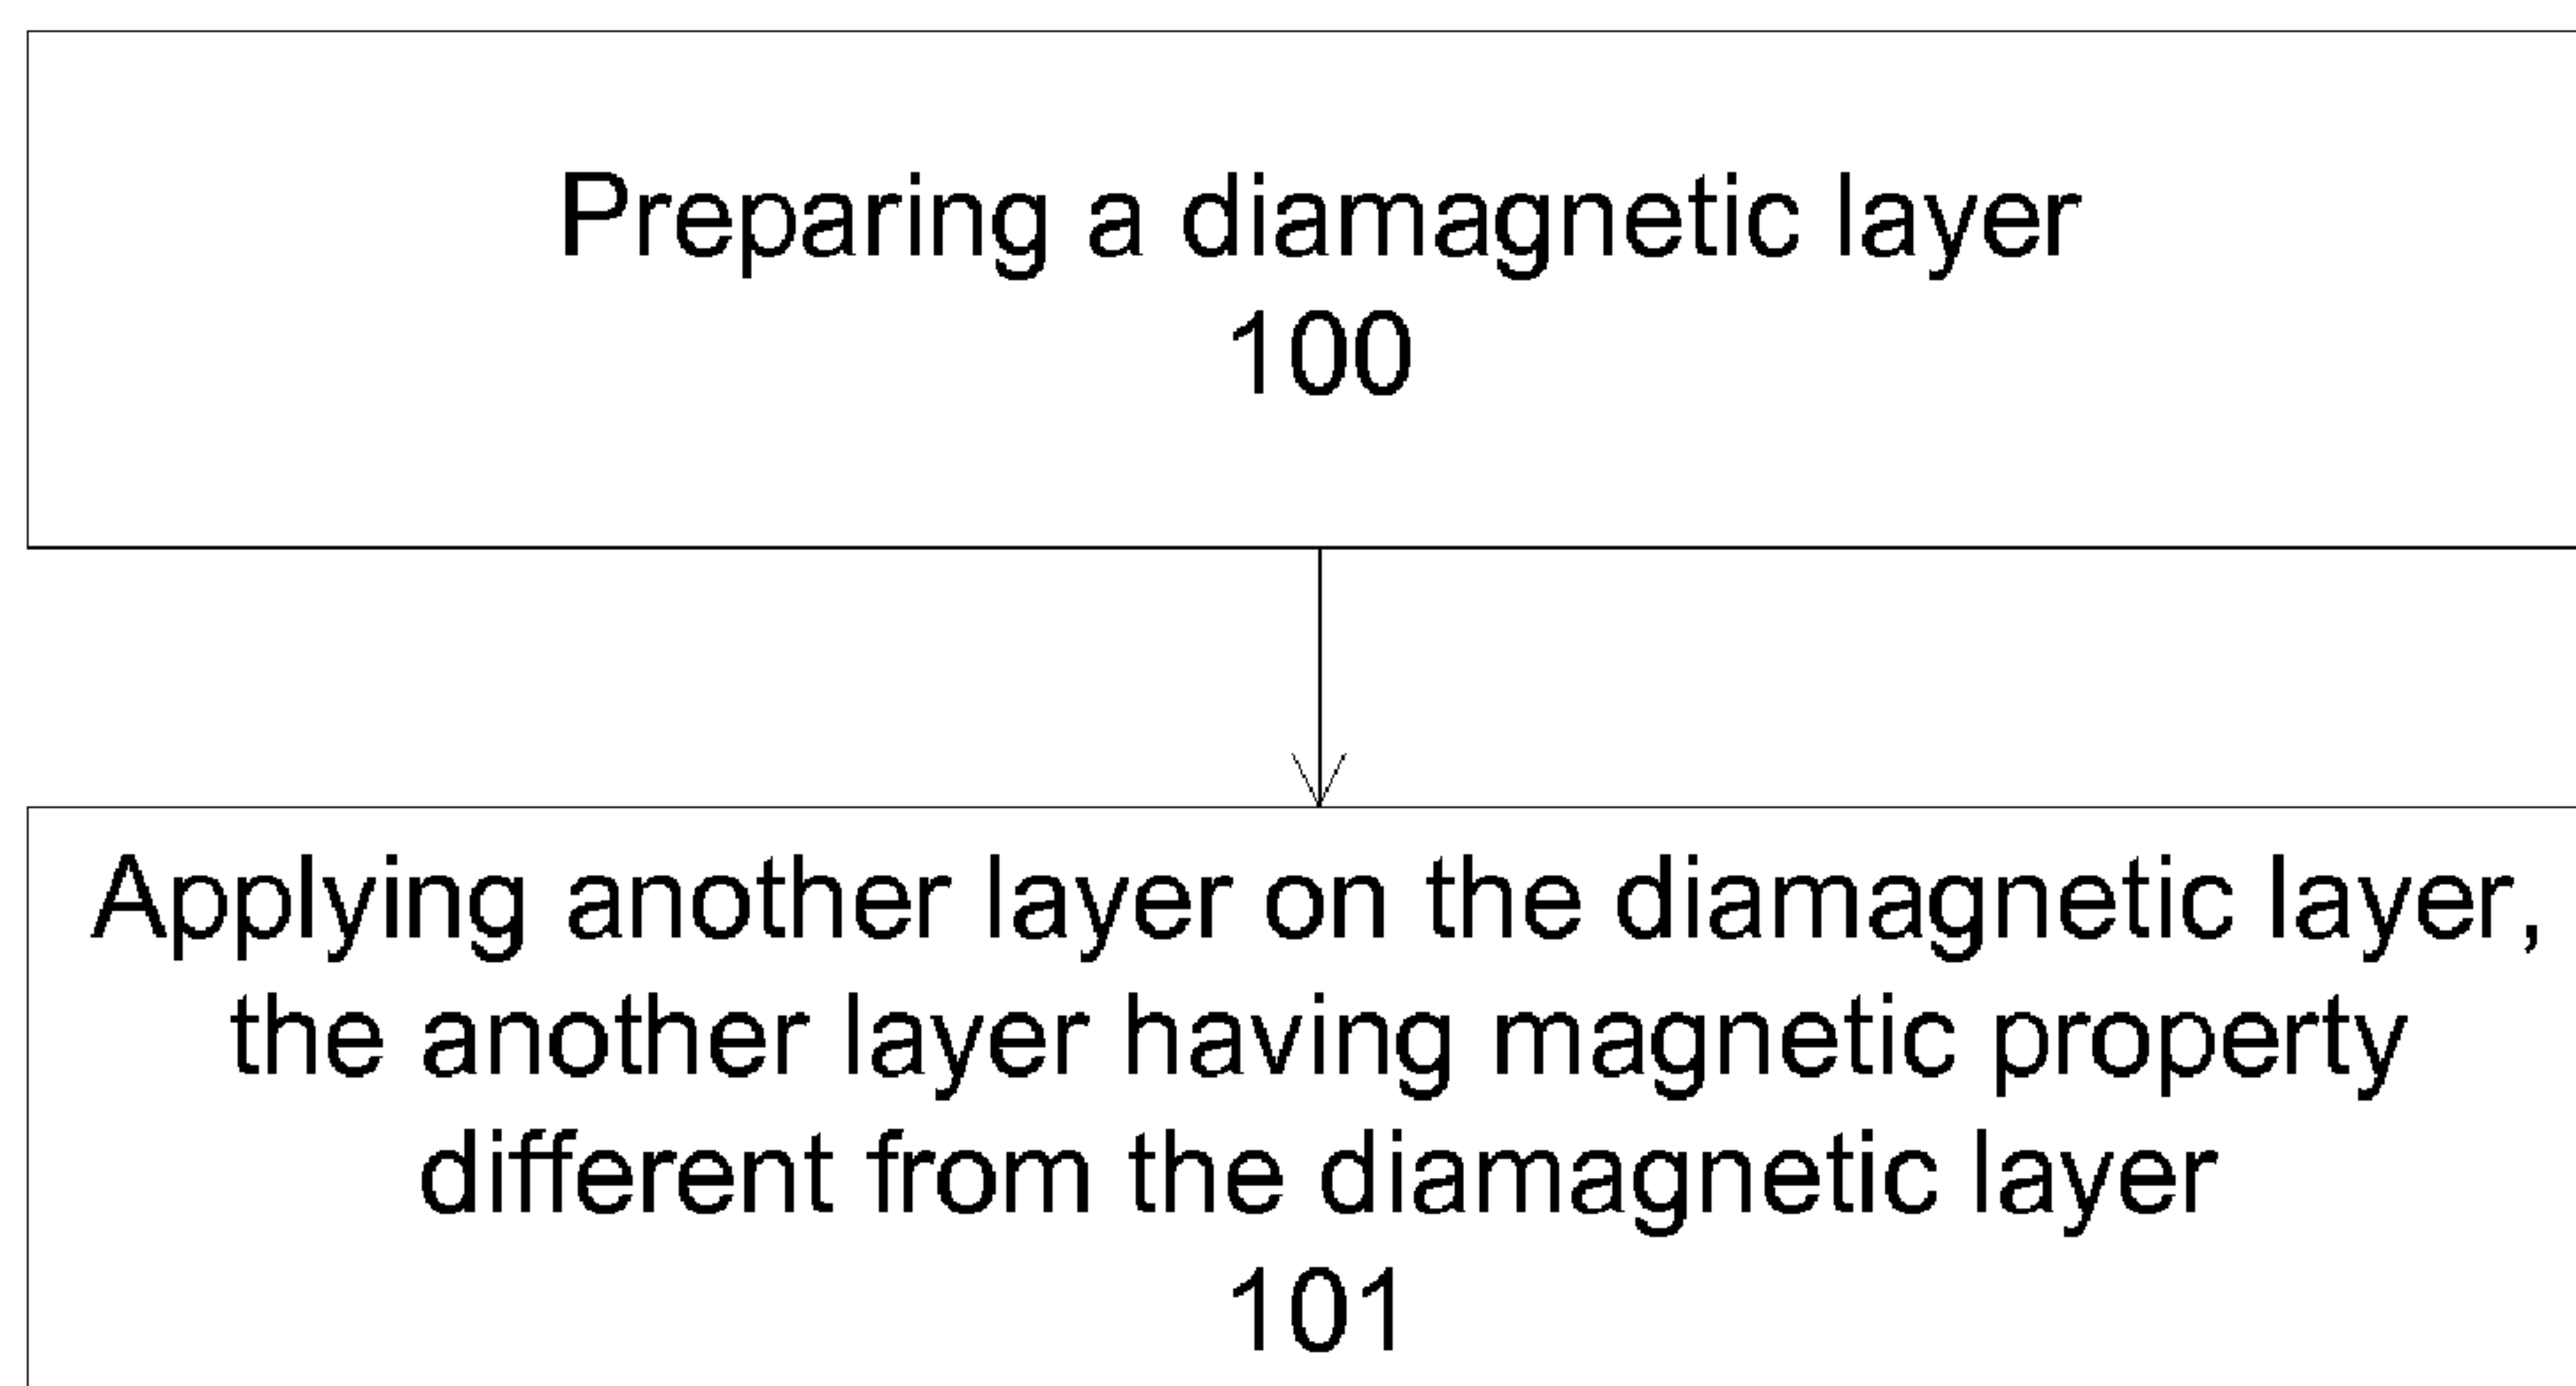 Preparing a diamagnetic layer
100
Applying another layer on the diamagnetic layer,
the another layer having magnetic property
different from the diamagnetic layer
101